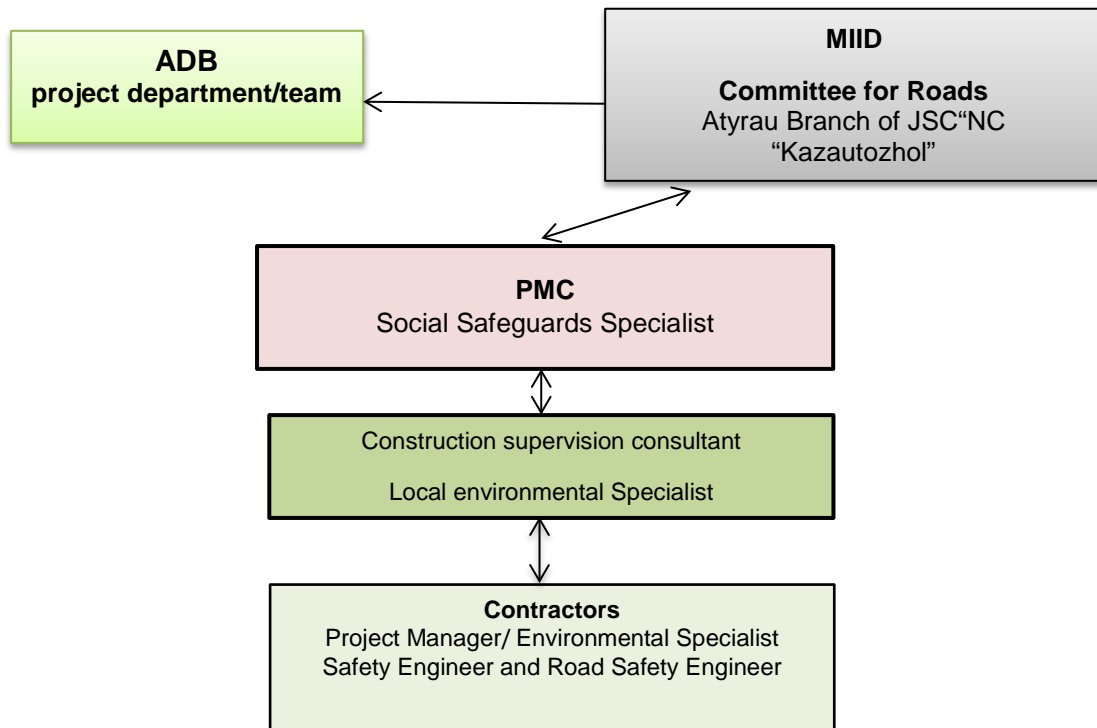 ADB
project department/team
MIID
Committee for Roads
Atyrau Branch of JSC“NC
“Kazautozhol”
PMC
Social Safeguards Specialist
Construction supervision consultant
Local environmental Specialist
Contractors
Project Manager/ Environmental Specialist
Safety Engineer and Road Safety Engineer